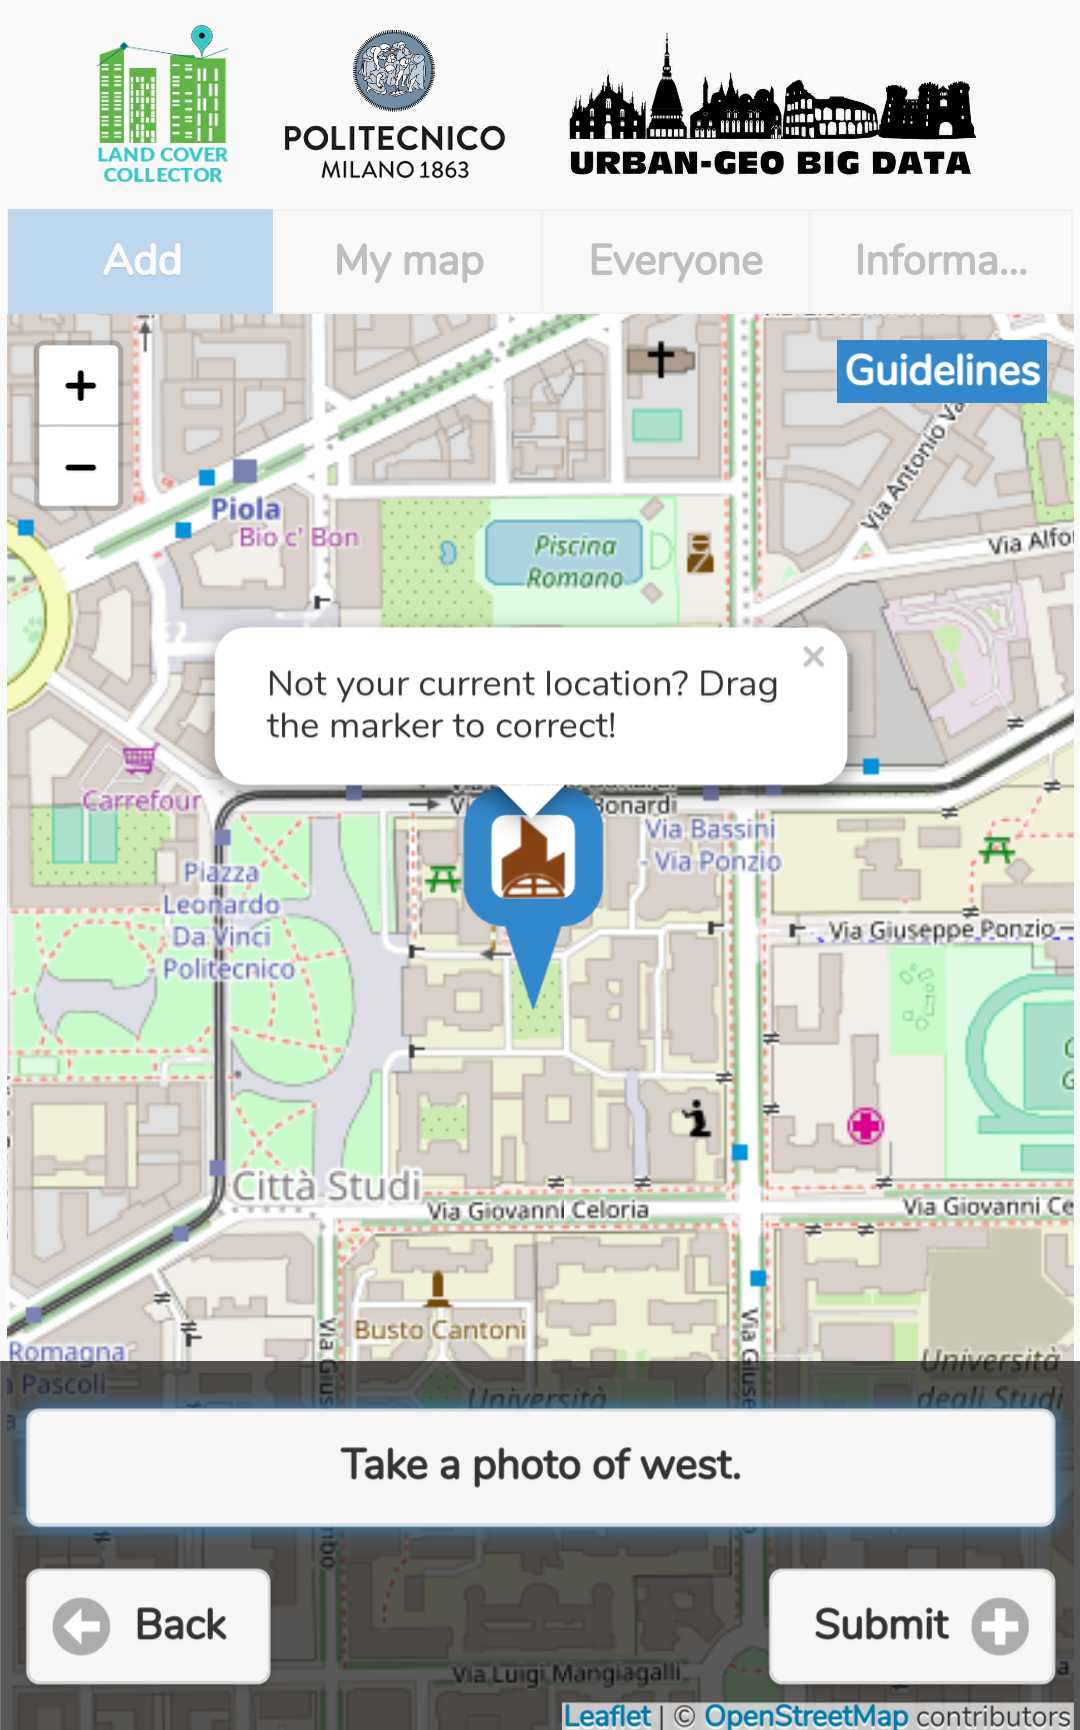 LAND COVER
COLLECTOR
POLITECNICO
MILANO 1863
URBAN-GEO BIG DATA
Add
My map
Everyone
Informa...
+
Guidelines
−
Via Antonio Va
Piola
Bio c' Bon
Piscina
Romano
Via Alfo
Not your current location? Drag
the marker to correct!
×
Carrefour
Bonardi
Via Bassini
- Via Ponzio
Piazza
Leonardo
Da Vinci
- Politecnico
Via Giuseppe Ponzio
Città Studi
Via Giovanni Celoria
Via Giovanni Ce
Busto Cantoni
Via Gius
Via Giuse
Romagna
Pascoli
Università
degli Studi
Università
Take a photo of west.
Back
Submit
Via Luigi Mangiagalli
Leaflet | © OpenStreetMap contributors